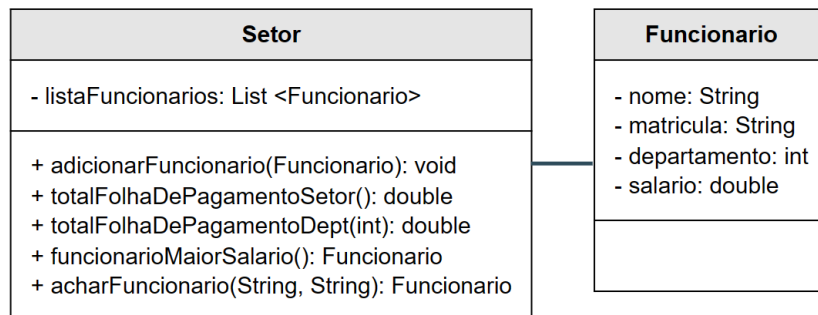 Setor
- listaFuncionarios: List <Funcionario>
+ adicionarFuncionario(Funcionario): void
+ totalFolhaDePagamentoSetor(): double
+ totalFolhaDePagamentoDept(int): double
+ funcionarioMaiorSalario(): Funcionario
+ acharFuncionario(String, String): Funcionario
Funcionario
- nome: String
- matricula: String
- departamento: int
- salario: double